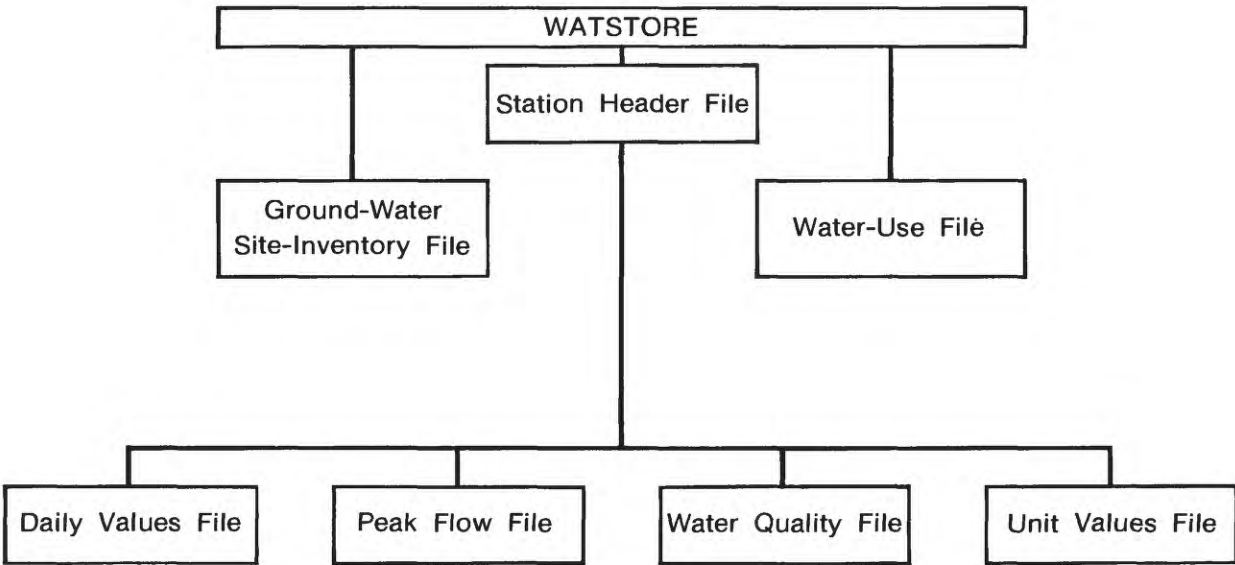 WATSTORE
Station Header File
Ground-Water
Site-Inventory File
Water-Use File
Daily Values File
Peak Flow File
Water Quality File
Unit Values File